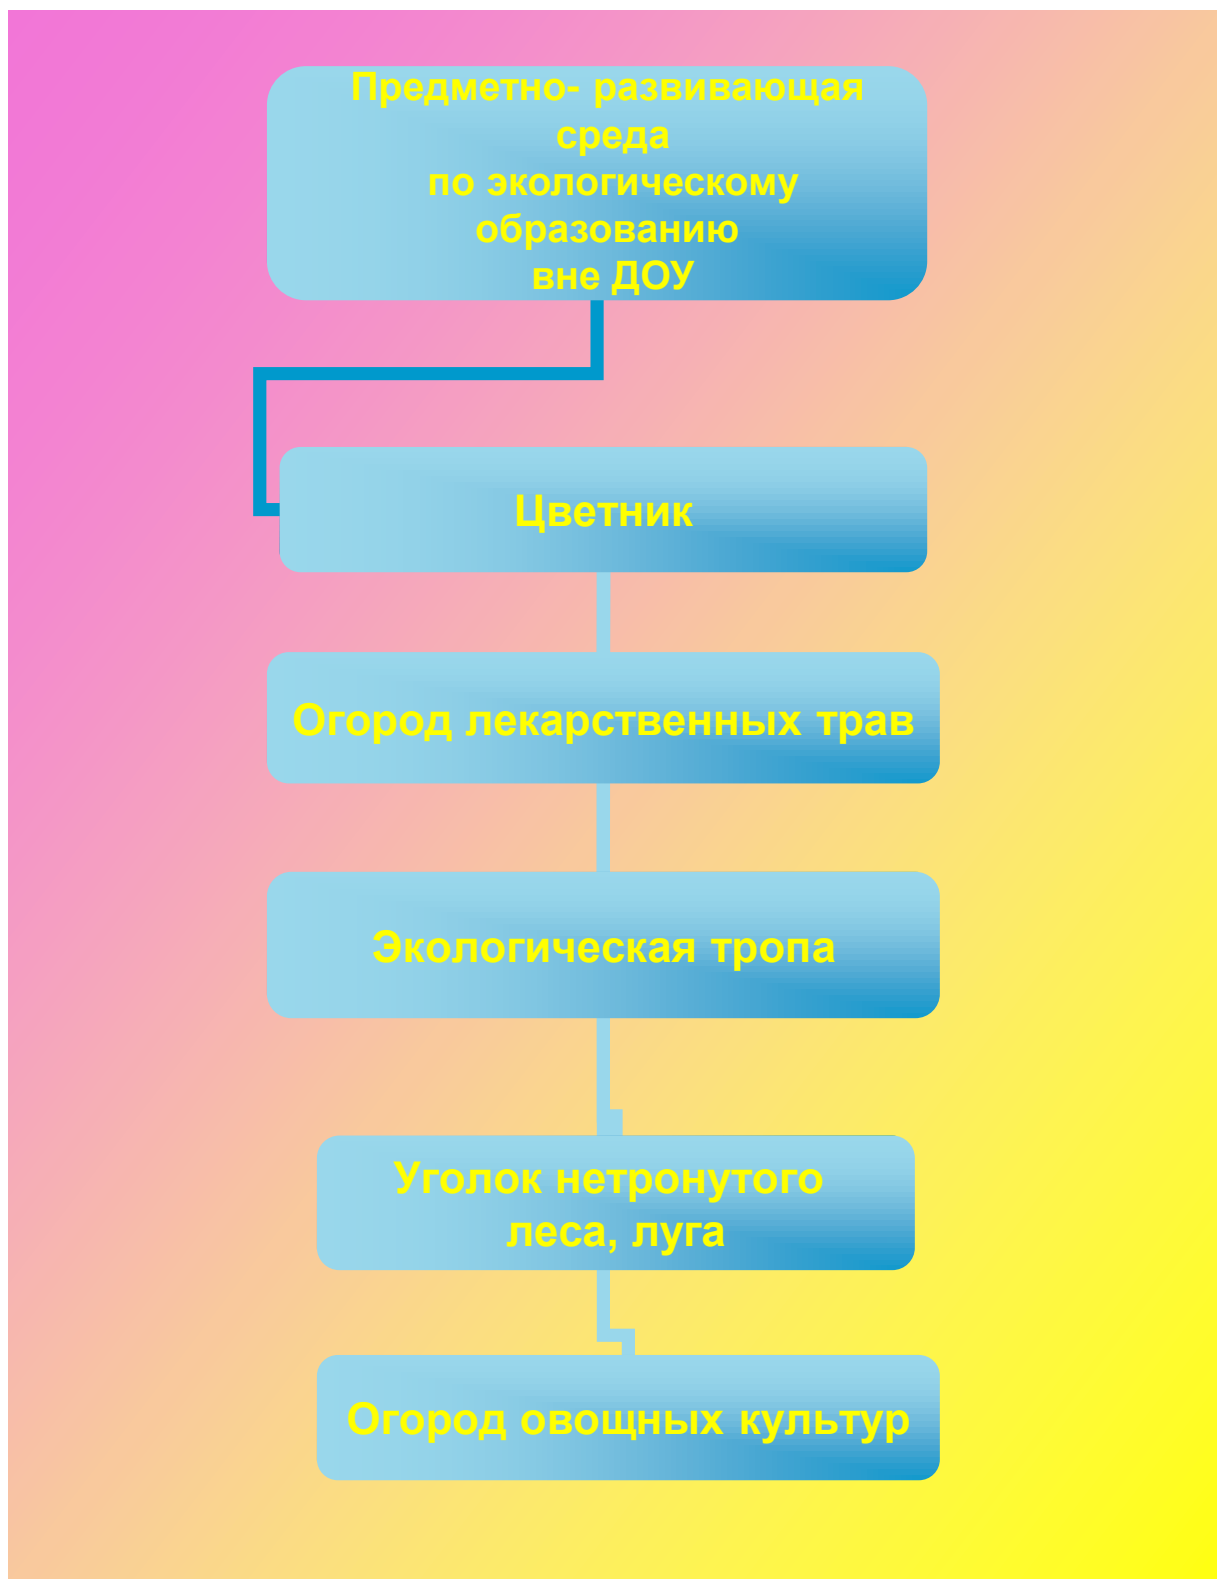 Предметно- развивающая
среда
по экологическому
образованию
вне ДОУ
Цветник
Огород лекарственных трав
Экологическая тропа
Уголок нетронутого
леса, луга
Огород овощных культур